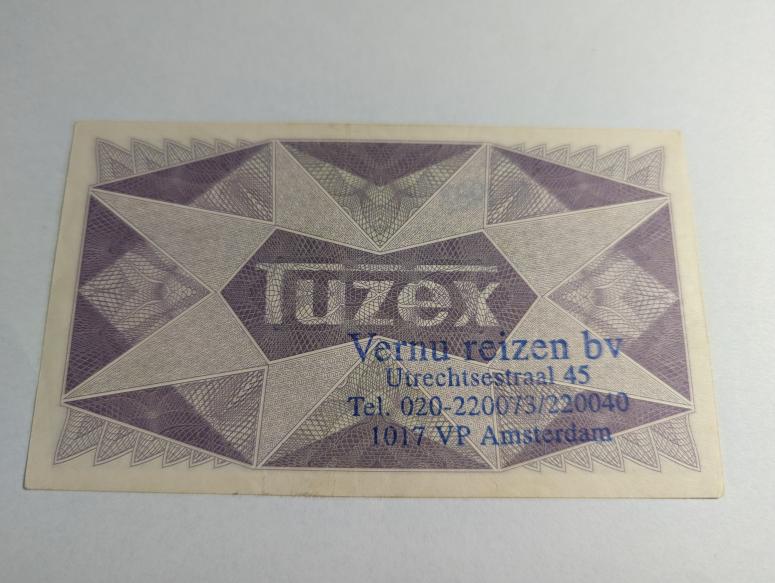 Tuzex
Vernu reizen bv
Utrechtsestraal 45
Tel. 020-220073/220040
1017 VP Amsterdam